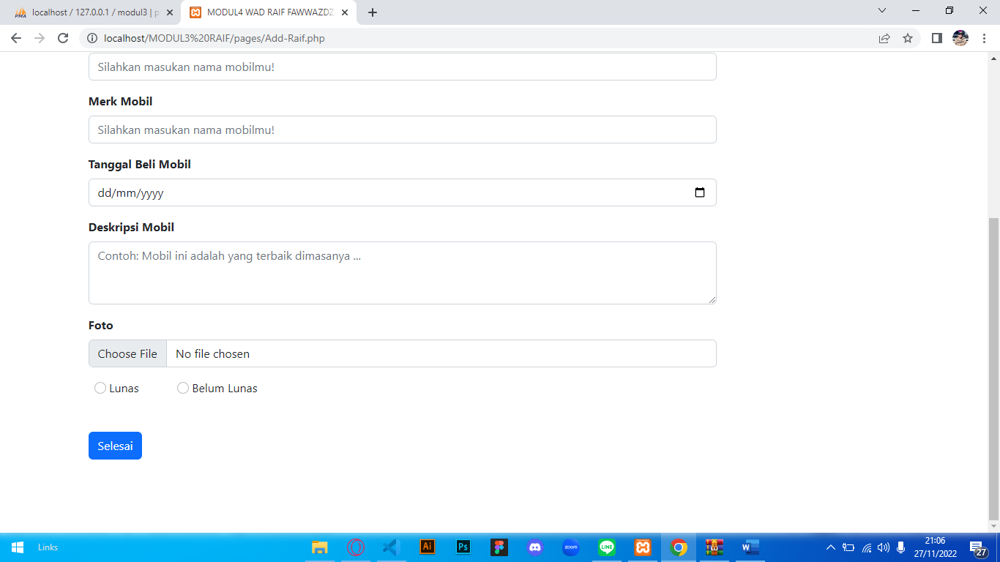 localhost / 127.0.0.1 / modul3 | p
MODUL4 WAD RAIF FAWWAZDZ
localhost/MODUL3%20RAIF/pages/Add-Raif.php
Silahkan masukan nama mobilmu!
Merk Mobil
Silahkan masukan nama mobilmu!
Tanggal Beli Mobil
dd/mm/yyyy
Deskripsi Mobil
Contoh: Mobil ini adalah yang terbaik dimasanya ...
Foto
Choose File No file chosen
Lunas Belum Lunas
Selesai
Links
Ai Ps zoom LINE W
21:06
27/11/2022
27